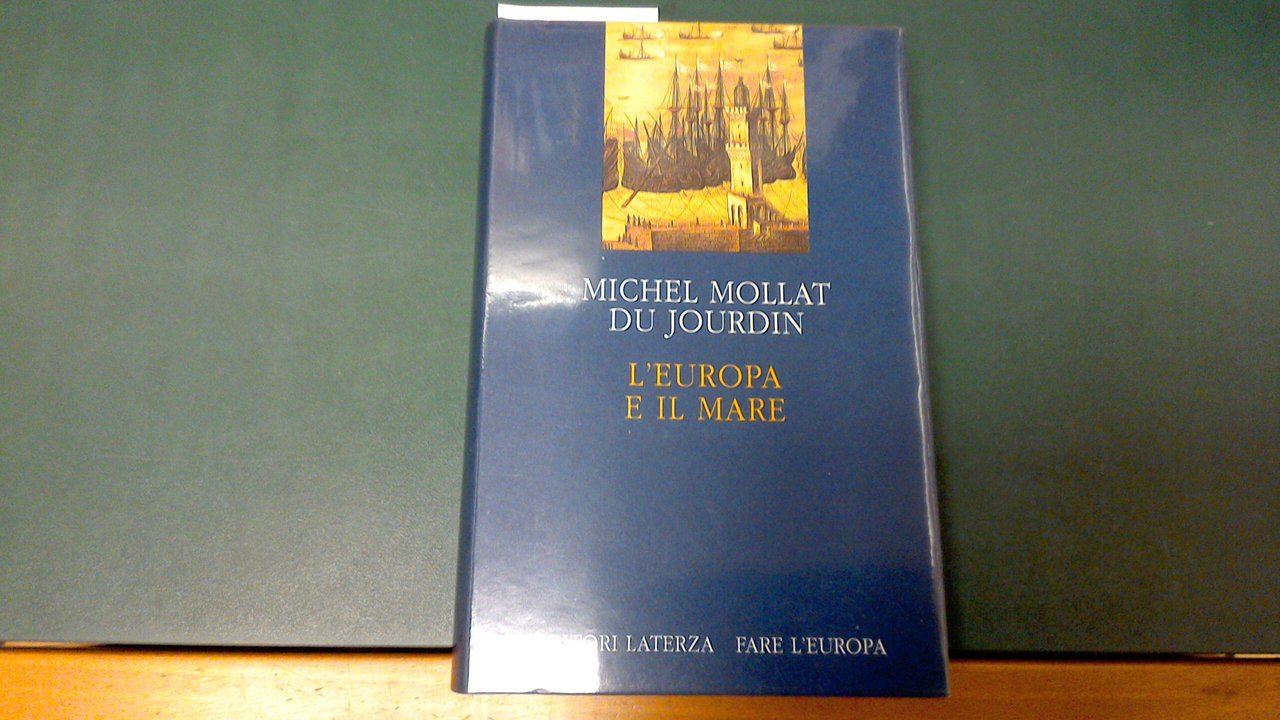 MICHEL MOLLAT
DU JOURDIN
L'EUROPA
E IL MARE
LATERZA FARE L'EUROPA